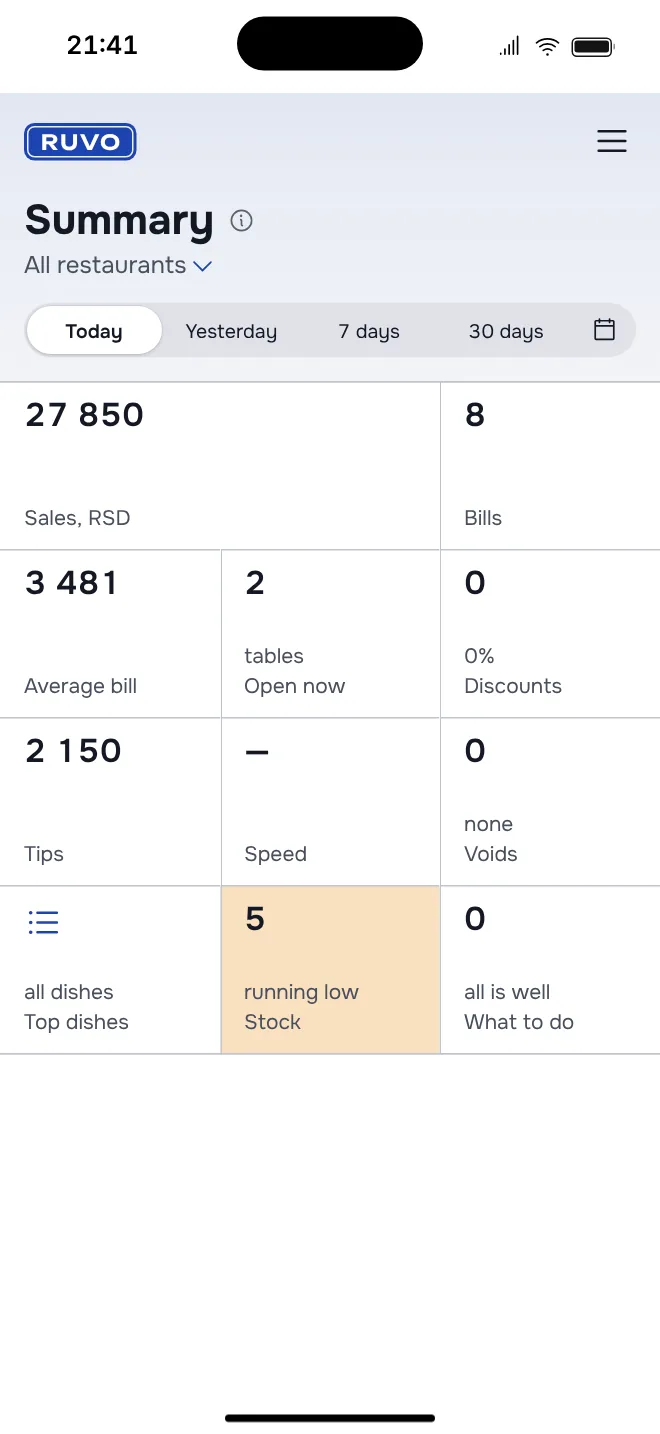 21:41
RUVO
Summary
All restaurants
Today Yesterday 7 days 30 days
27 850 8
Sales, RSD Bills
3 481 2 0
tables 0%
Average bill Open now Discounts
2 150 – 0
none
Tips Speed Voids
5 0
all dishes running low all is well
Top dishes Stock What to do